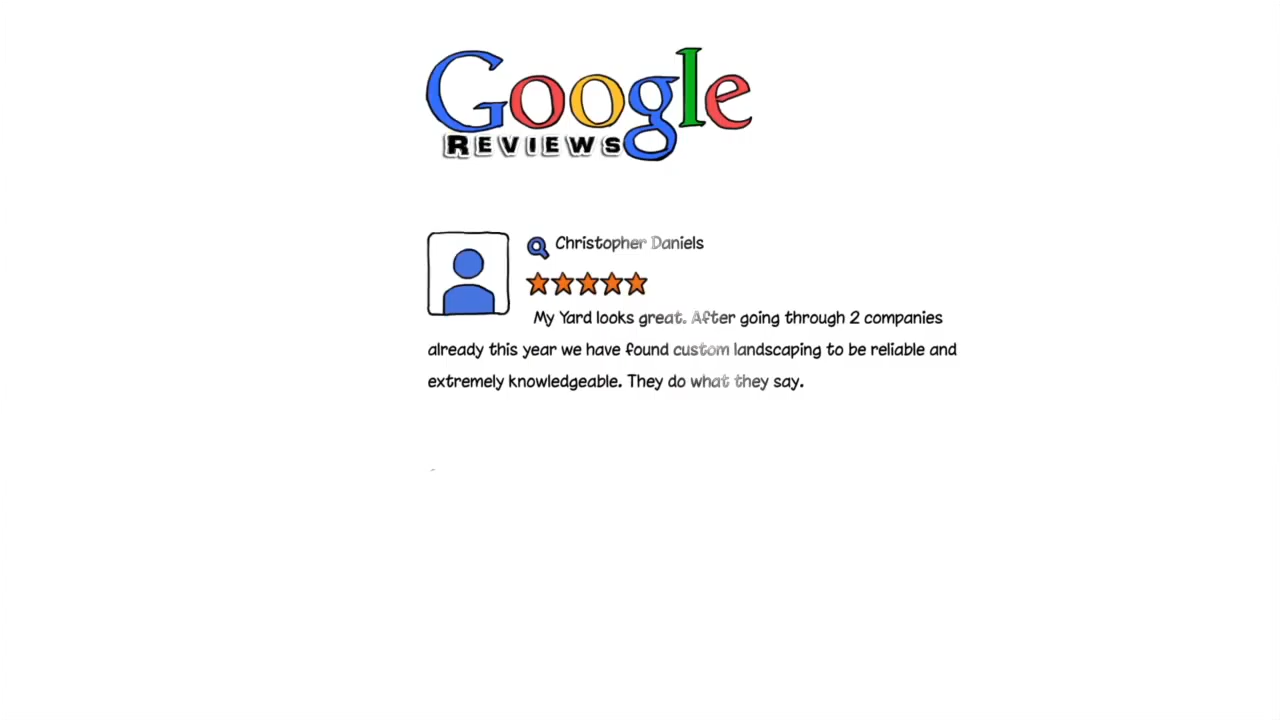 Google
REVIEWS
Christopher Daniels
My Yard looks great. After going through 2 companies
already this year we have found custom landscaping to be reliable and
extremely knowledgeable. They do what they say.